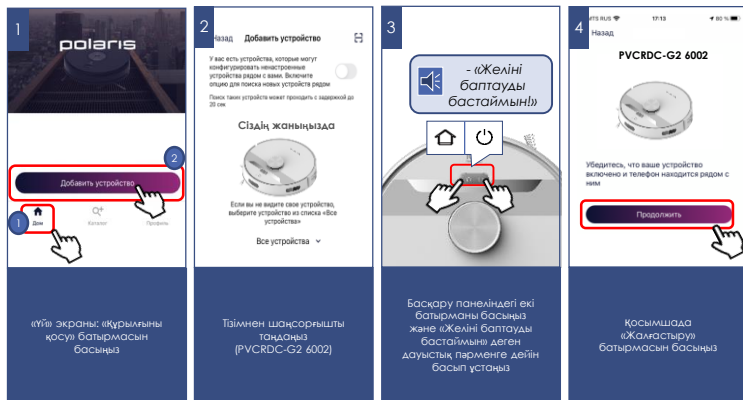 1
polaris
2
Добавить устройство
1
Дом
Каталог
Профиль
«Үй» экраны: «Құрылғыны
қосу» батырмасын
басыңыз
2
Назад
Добавить устройство
У вас есть устройства, которые могут
конфигурировать ненастроенные
устройства рядом с вами. Включите
опцию для поиска новых устройств рядом
Поиск таких устройств может проходить с задержкой до
20 сек
Сіздің жаныңызда
Если вы не видите свое устройство,
выберите устройство из списка «Все
устройства»
Все устройства
Тізімнен шаңсорғышты
таңдаңыз
(PVCRDC-G2 6002)
3
- «Желіні
баптауды
бастаймын!»
Басқару панеліндегі екі
батырманы басыңыз
және «Желіні баптауды
бастаймын» деген
дауыстық пәрменге дейін
басып ұстаңыз
4
MTS RUS
17:13
80 %
Назад
PVCRDC-G2 6002
Убедитесь, что ваше устройство
включено и телефон находится рядом с
ним
Продолжить
Қосымшада
«Жалғастыру»
батырмасын басыңыз